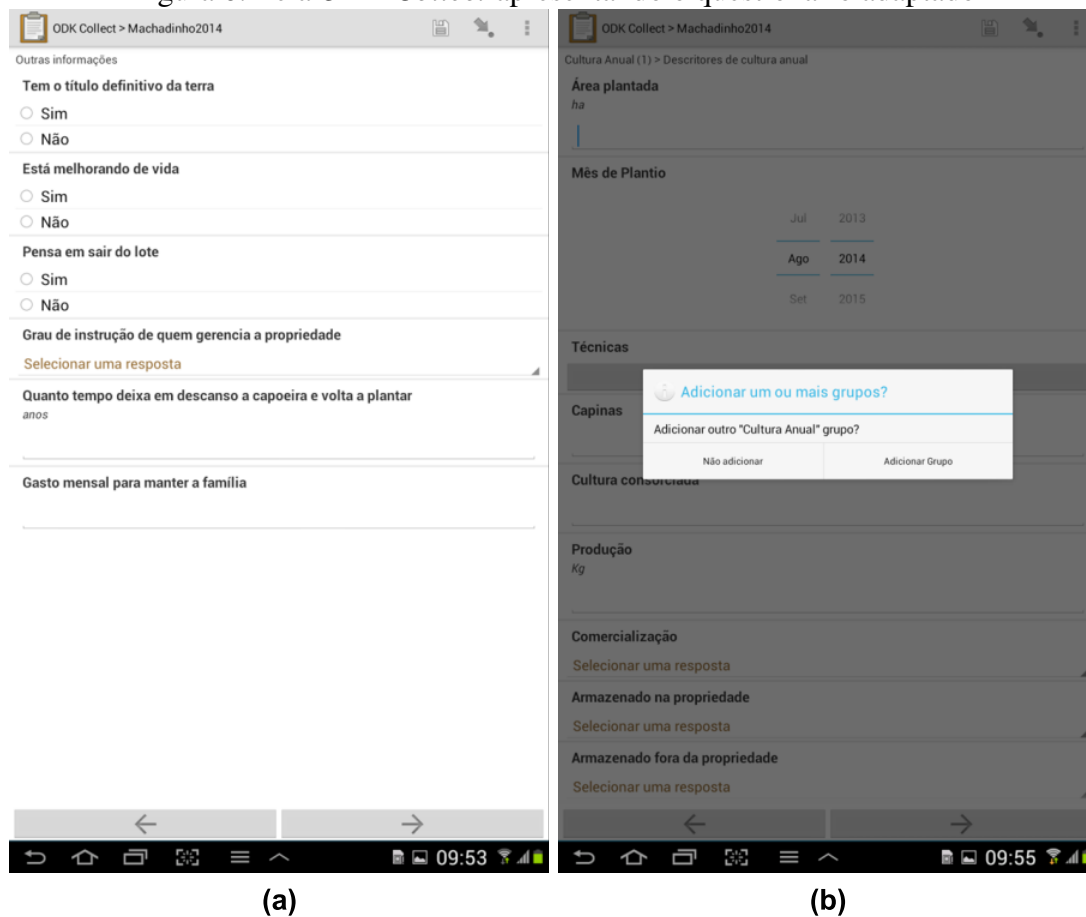 ODK Collect > Machadinho2014
Outras informações
Tem o título definitivo da terra
Sim
Não
Está melhorando de vida
Sim
Não
Pensa em sair do lote
Sim
Não
Grau de instrução de quem gerencia a propriedade
Selecionar uma resposta
Quanto tempo deixa em descanso a capoeira e volta a plantar
anos
Gasto mensal para manter a família
09:53
(a)
ODK Collect > Machadinho2014
Cultura Anual (1) > Descritores de cultura anual
Área plantada
ha
Mês de Plantio
Jul 2013
Ago 2014
Set 2015
Técnicas
Adicionar um ou mais grupos?
Capinas
Adicionar outro "Cultura Anual" grupo?
Não adicionar Adicionar Grupo
Cultura consorciada
Produção
Kg
Comercialização
Selecionar uma resposta
Armazenado na propriedade
Selecionar uma resposta
Armazenado fora da propriedade
Selecionar uma resposta
09:55
(b)